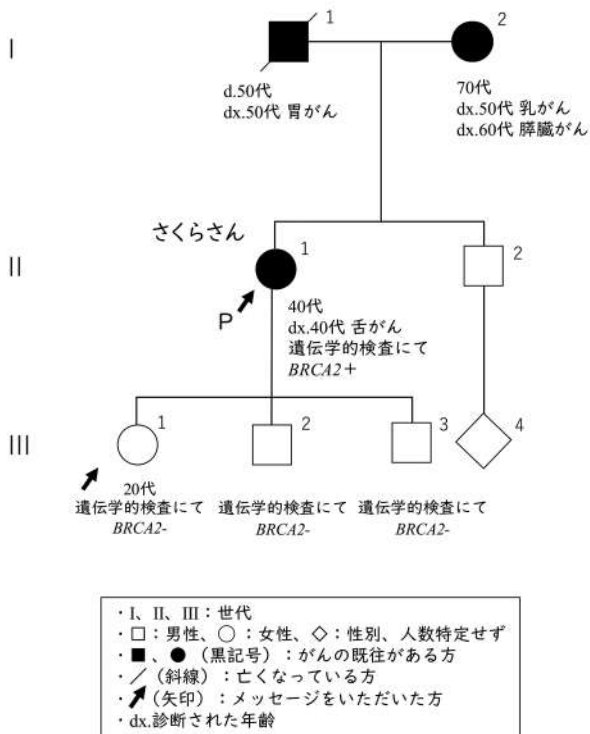 I
1
2
d.50代
dx.50代 胃がん
70代
dx.50代 乳がん
dx.60代 膵臓がん
さくらさん
II
1
2
P
40代
dx.40代 舌がん
遺伝学的検査にて
BRCA2+
III
1
2
3
4
20代
遺伝学的検査にて
BRCA2-
遺伝学的検査にて
BRCA2-
遺伝学的検査にて
BRCA2-
・I、II、III：世代
・□：男性、○：女性、◇：性別、人数特定せず
・■、●（黒記号）：がんの既往がある方
・／（斜線）：亡くなっている方
・↗（矢印）：メッセージをいただいた方
・dx.診断された年齢